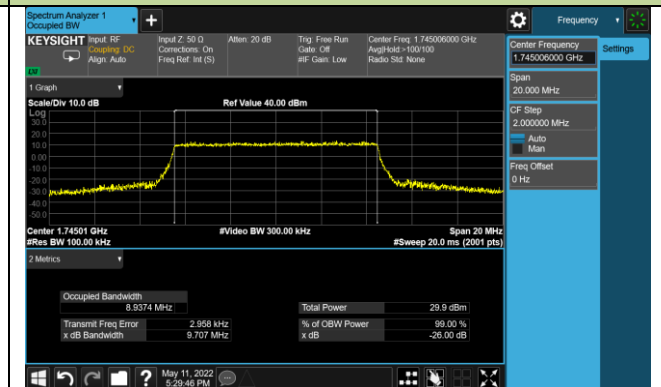 Spectrum Analyzer 1
Occupied BW
+
Frequency
KEYSIGHT
Input: RF
Coupling: DC
Align: Auto
Input Z: 50 Ω
Corrections: On
Freq Ref: Int (S)
Atten: 20 dB
Trig: Free Run
Gate: Off
#IF Gain: Low
Center Freq: 1.745006000 GHz
Avg|Hold:>100/100
Radio Std: None
Center Frequency
1.745006000 GHz
Settings
Span
20.000 MHz
CF Step
2.000000 MHz
Auto
Man
Freq Offset
0 Hz
1 Graph
Scale/Div 10.0 dB
Ref Value 40.00 dBm
Log
30.0
20.0
10.0
0.00
-10.0
-20.0
-30.0
-40.0
-50.0
Center 1.74501 GHz
#Video BW 300.00 kHz
Span 20 MHz
#Res BW 100.00 kHz
#Sweep 20.0 ms (2001 pts)
2 Metrics
Occupied Bandwidth
8.9374 MHz
Total Power
29.9 dBm
Transmit Freq Error
2.958 kHz
% of OBW Power
99.00 %
x dB Bandwidth
9.707 MHz
x dB
-26.00 dB
?
May 11, 2022
5:29:46 PM